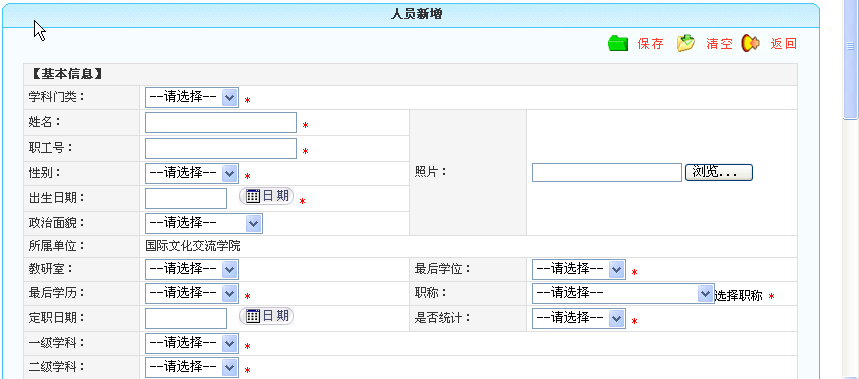 人员新增
保存 清空 返回
【基本信息】
学科门类： --请选择-- *
姓名： *
职工号： *
性别： --请选择-- * 照片： 浏览...
出生日期： 日期 *
政治面貌： --请选择--
所属单位： 国际文化交流学院
教研室： --请选择-- 最后学位： --请选择-- *
最后学历： --请选择-- * 职称： --请选择-- 选择职称 *
定职日期： 日期 是否统计： --请选择-- *
一级学科： --请选择-- *
二级学科： --请选择-- *